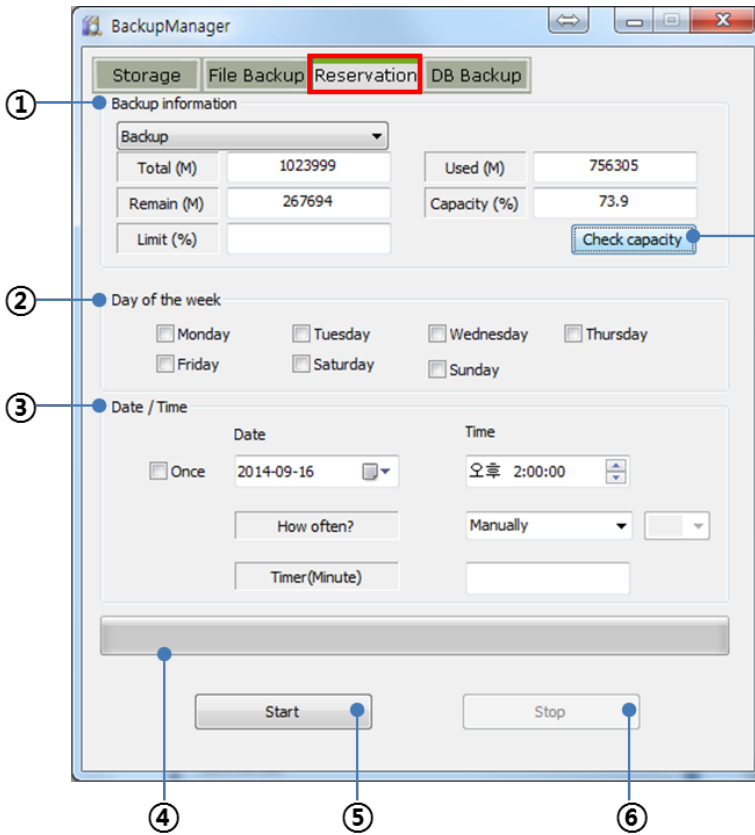 BackupManager
Storage File Backup Reservation DB Backup
① Backup information
Backup
Total (M) 1023999 Used (M) 756305
Remain (M) 267694 Capacity (%) 73.9
Limit (%) Check capacity
② Day of the week
Monday Tuesday Wednesday Thursday
Friday Saturday Sunday
③ Date / Time
Date Time
Once 2014-09-16 오후 2:00:00
How often? Manually
Timer(Minute)
Start Stop
④ ⑤ ⑥